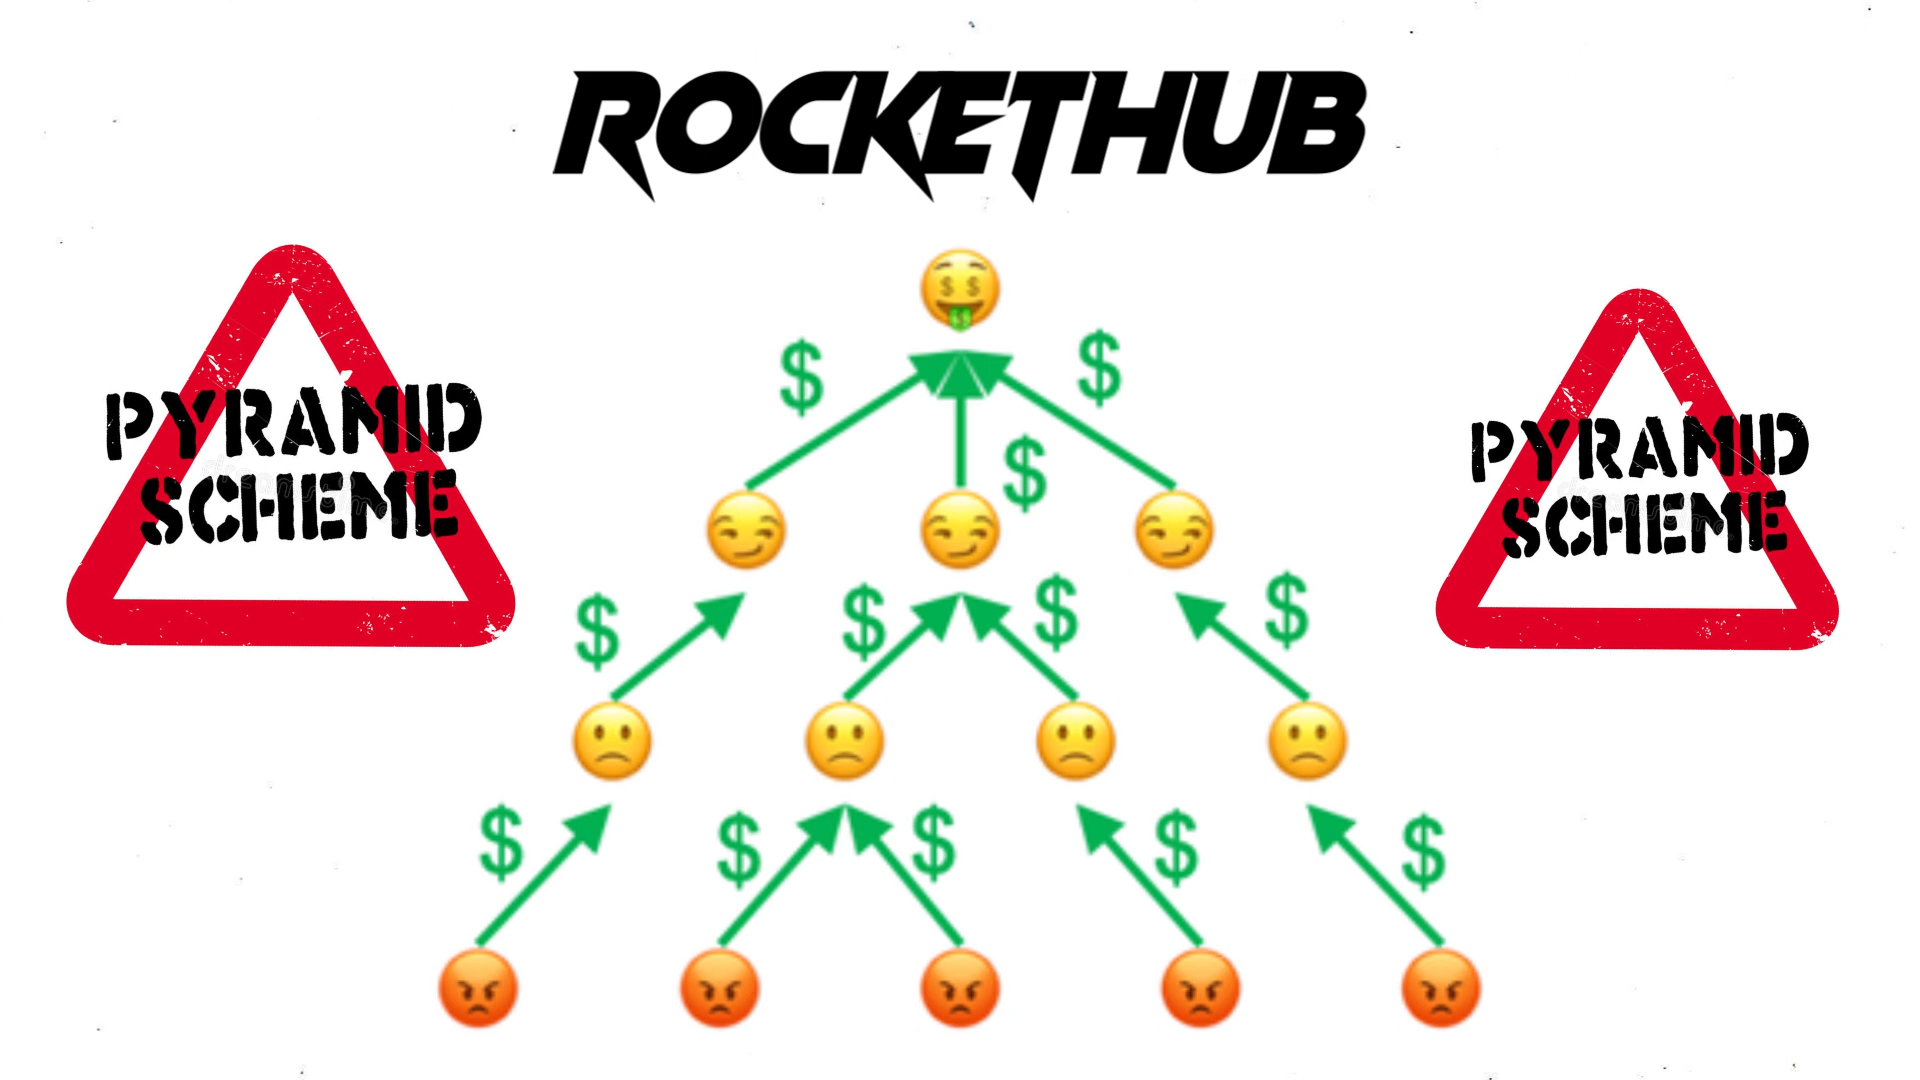 ROCKETHUB
PYRAMID
SCHEME
PYRAMID
SCHEME
$ $
$
$ $ $ $
$ $ $ $ $